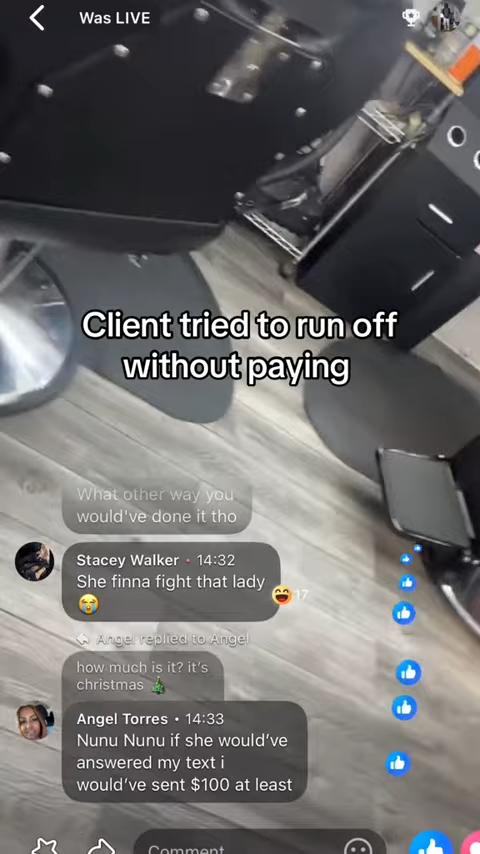 Was LIVE
Client tried to run off
without paying
What other way you
would've done it tho
Stacey Walker • 14:32
She finna fight that lady
😭
17
Angel replied to Angel
how much is it? it's
christmas 🎄
Angel Torres • 14:33
Nunu Nunu if she would've
answered my text i
would've sent $100 at least
Comment